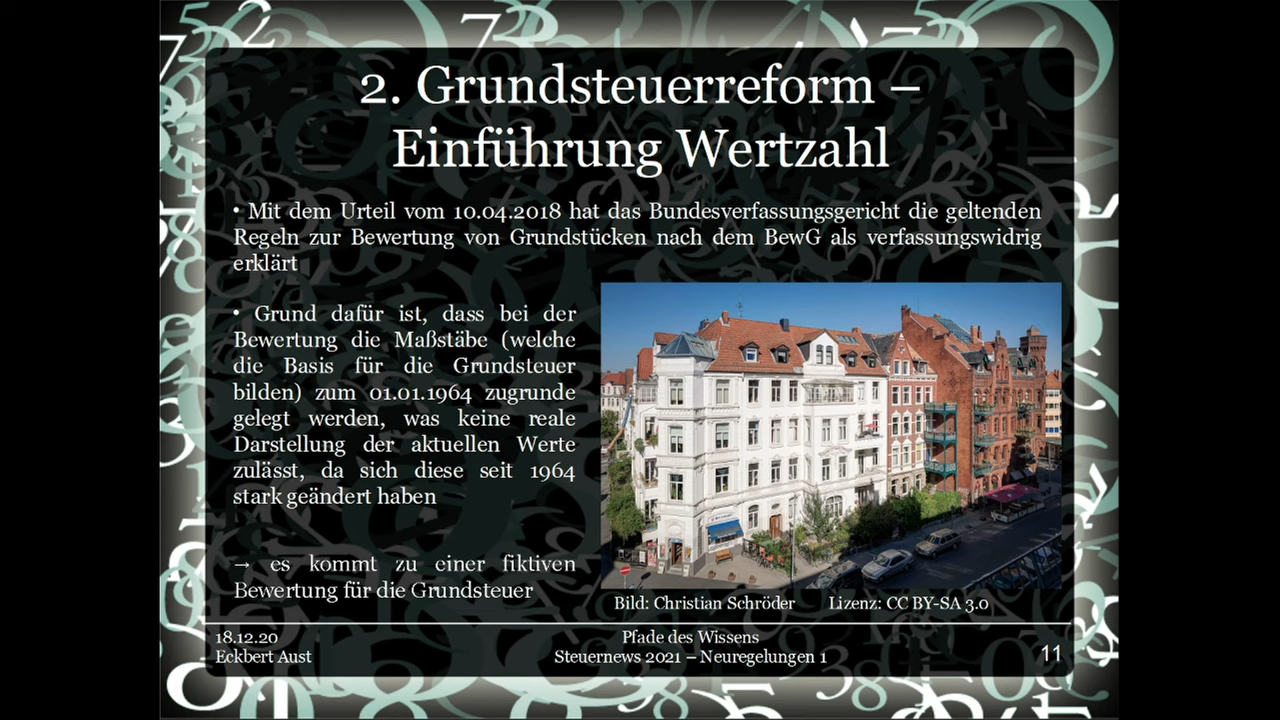 2. Grundsteuerreform –
Einführung Wertzahl
• Mit dem Urteil vom 10.04.2018 hat das Bundesverfassungsgericht die geltenden
Regeln zur Bewertung von Grundstücken nach dem BewG als verfassungswidrig
erklärt
• Grund dafür ist, dass bei der
Bewertung die Maßstäbe (welche
die Basis für die Grundsteuer
bilden) zum 01.01.1964 zugrunde
gelegt werden, was keine reale
Darstellung der aktuellen Werte
zulässt, da sich diese seit 1964
stark geändert haben
→ es kommt zu einer fiktiven
Bewertung für die Grundsteuer
Bild: Christian Schröder Lizenz: CC BY-SA 3.0
18.12.20
Eckbert Aust
Pfade des Wissens
Steuernews 2021 – Neuregelungen 1
11